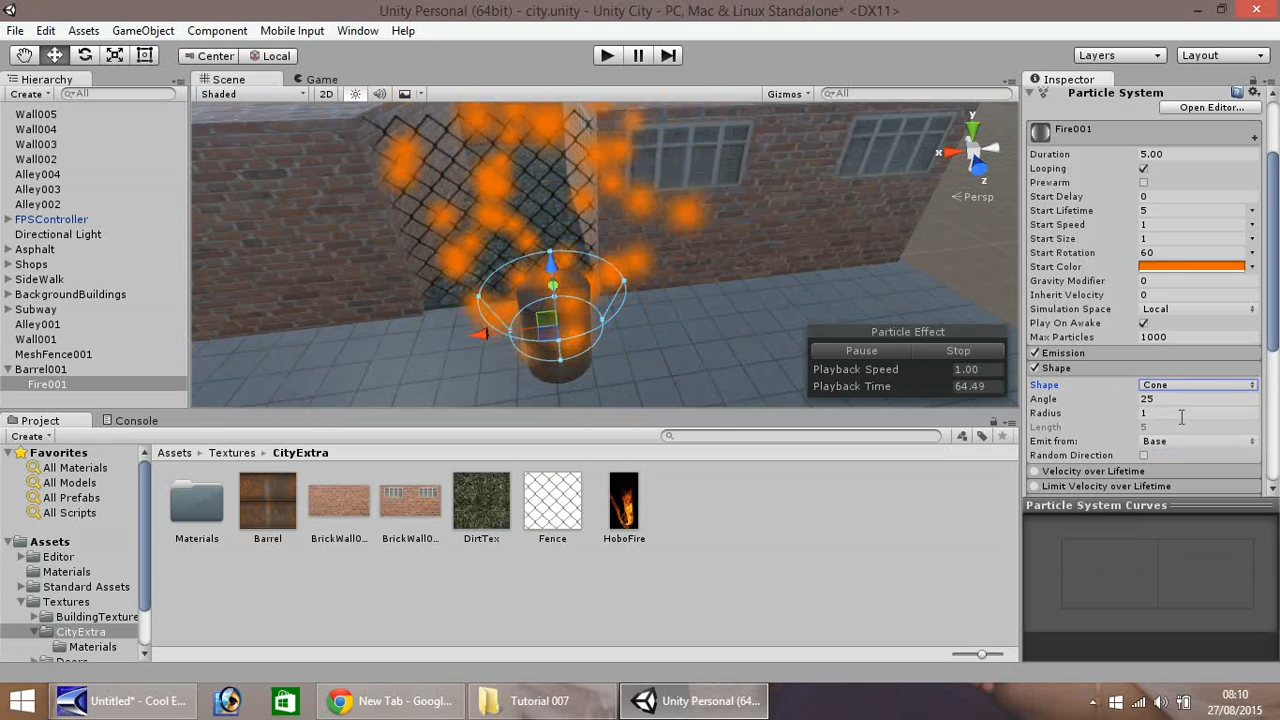 Unity Personal (64bit) - city.unity - Unity City - PC, Mac & Linux Standalone* <DX11>
File Edit Assets GameObject Component Mobile Input Window Help
Center Local Layers Layout
Hierarchy
Create All
Wall005
Wall004
Wall003
Wall002
Alley004
Alley003
Alley002
FPSController
Directional Light
Asphalt
Shops
SideWalk
BackgroundBuildings
Subway
Alley001
Wall001
MeshFence001
Barrel001
Fire001
Scene Game
Shaded 2D Gizmos All
y
x
z
Persp
Particle Effect
Pause Stop
Playback Speed 1.00
Playback Time 64.49
Inspector
Particle System
Open Editor...
Fire001
Duration 5.00
Looping
Prewarm
Start Delay 0
Start Lifetime 5
Start Speed 1
Start Size 1
Start Rotation 60
Start Color
Gravity Modifier 0
Inherit Velocity 0
Simulation Space Local
Play On Awake
Max Particles 1000
Emission
Shape
Shape Cone
Angle 25
Radius 1
Length 5
Emit from: Base
Random Direction
Velocity over Lifetime
Limit Velocity over Lifetime
Particle System Curves
Project Console
Create
Favorites
All Materials
All Models
All Prefabs
All Scripts
Assets
Editor
Materials
Standard Assets
Textures
BuildingTexture
CityExtra
Materials
Assets Textures CityExtra
Materials Barrel BrickWall0... BrickWall0... DirtTex Fence HoboFire
Untitled* - Cool E...
New Tab - Googl...
Tutorial 007
Unity Personal (64...
08:10
27/08/2015